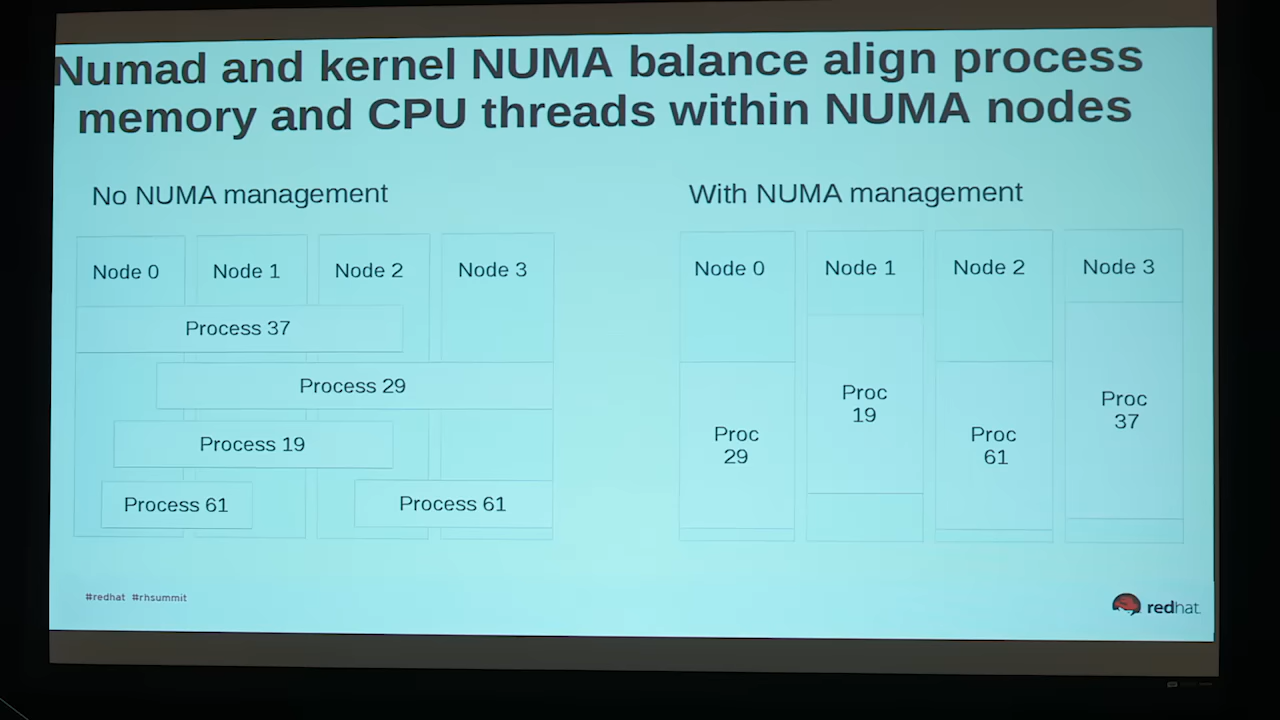 Numad and kernel NUMA balance align process
memory and CPU threads within NUMA nodes
No NUMA management
Node 0
Node 1
Node 2
Node 3
Process 37
Process 29
Process 19
Process 61
Process 61
With NUMA management
Node 0
Node 1
Node 2
Node 3
Proc
29
Proc
19
Proc
61
Proc
37
#redhat #rhsummit
redhat.